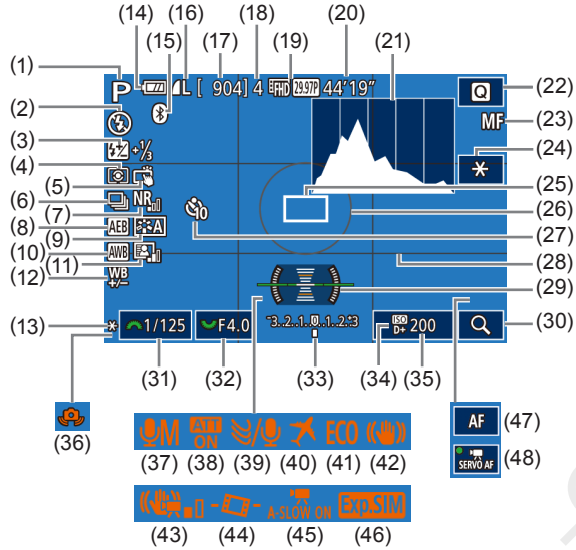 (14) (16) (18) (20)
(15) (17) (19) (21)
(1) P L [ 904] 4 FHD 29.97P 44'19" Q (22)
(2) MF (23)
(3) +1/3 (24)
(4)
(5) (25)
(6) NR (26)
(7) 10
(8) AEB A (27)
(9)
(10) AWB (28)
(11)
(12) WB +/- (29)
(13) * 1/125 F4.0 -3..2..1..0..1..2.+3 ISO D+ 200 (30)
(31) (32) (33) (34) (35)
(36)
M ATT ON / ECO AF (47)
(37) (38) (39) (40) (41) (42)
SERVO AF (48)
A-SLOW ON Exp.SIM
(43) (44) (45) (46)